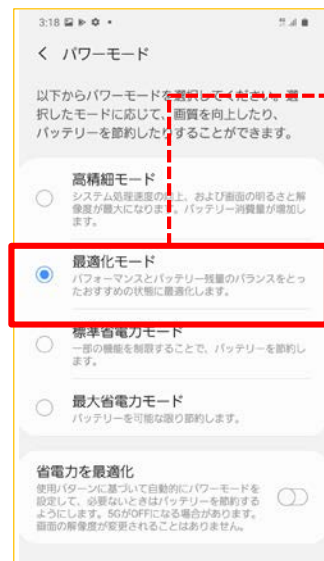 3:18
パワーモード
以下からパワーモードを選択してください。選
択したモードに応じて、画質を向上したり、
バッテリーを節約したりすることができます。
高精細モード
システム処理速度の向上、および画面の明るさと解
像度が最大になります。バッテリー消費量が増加し
ます。
最適化モード
パフォーマンスとバッテリー残量のバランスをとっ
たおすすめの状態に最適化します。
標準省電力モード
一部の機能を制限することで、バッテリーを節約し
ます。
最大省電力モード
バッテリーを可能な限り節約します。
省電力を最適化
使用パターンに基づいて自動的にパワーモードを
設定して、必要ないときはバッテリーを節約する
ようにします。5GがOFFになる場合があります。
画面の解像度が変更されることはありません。